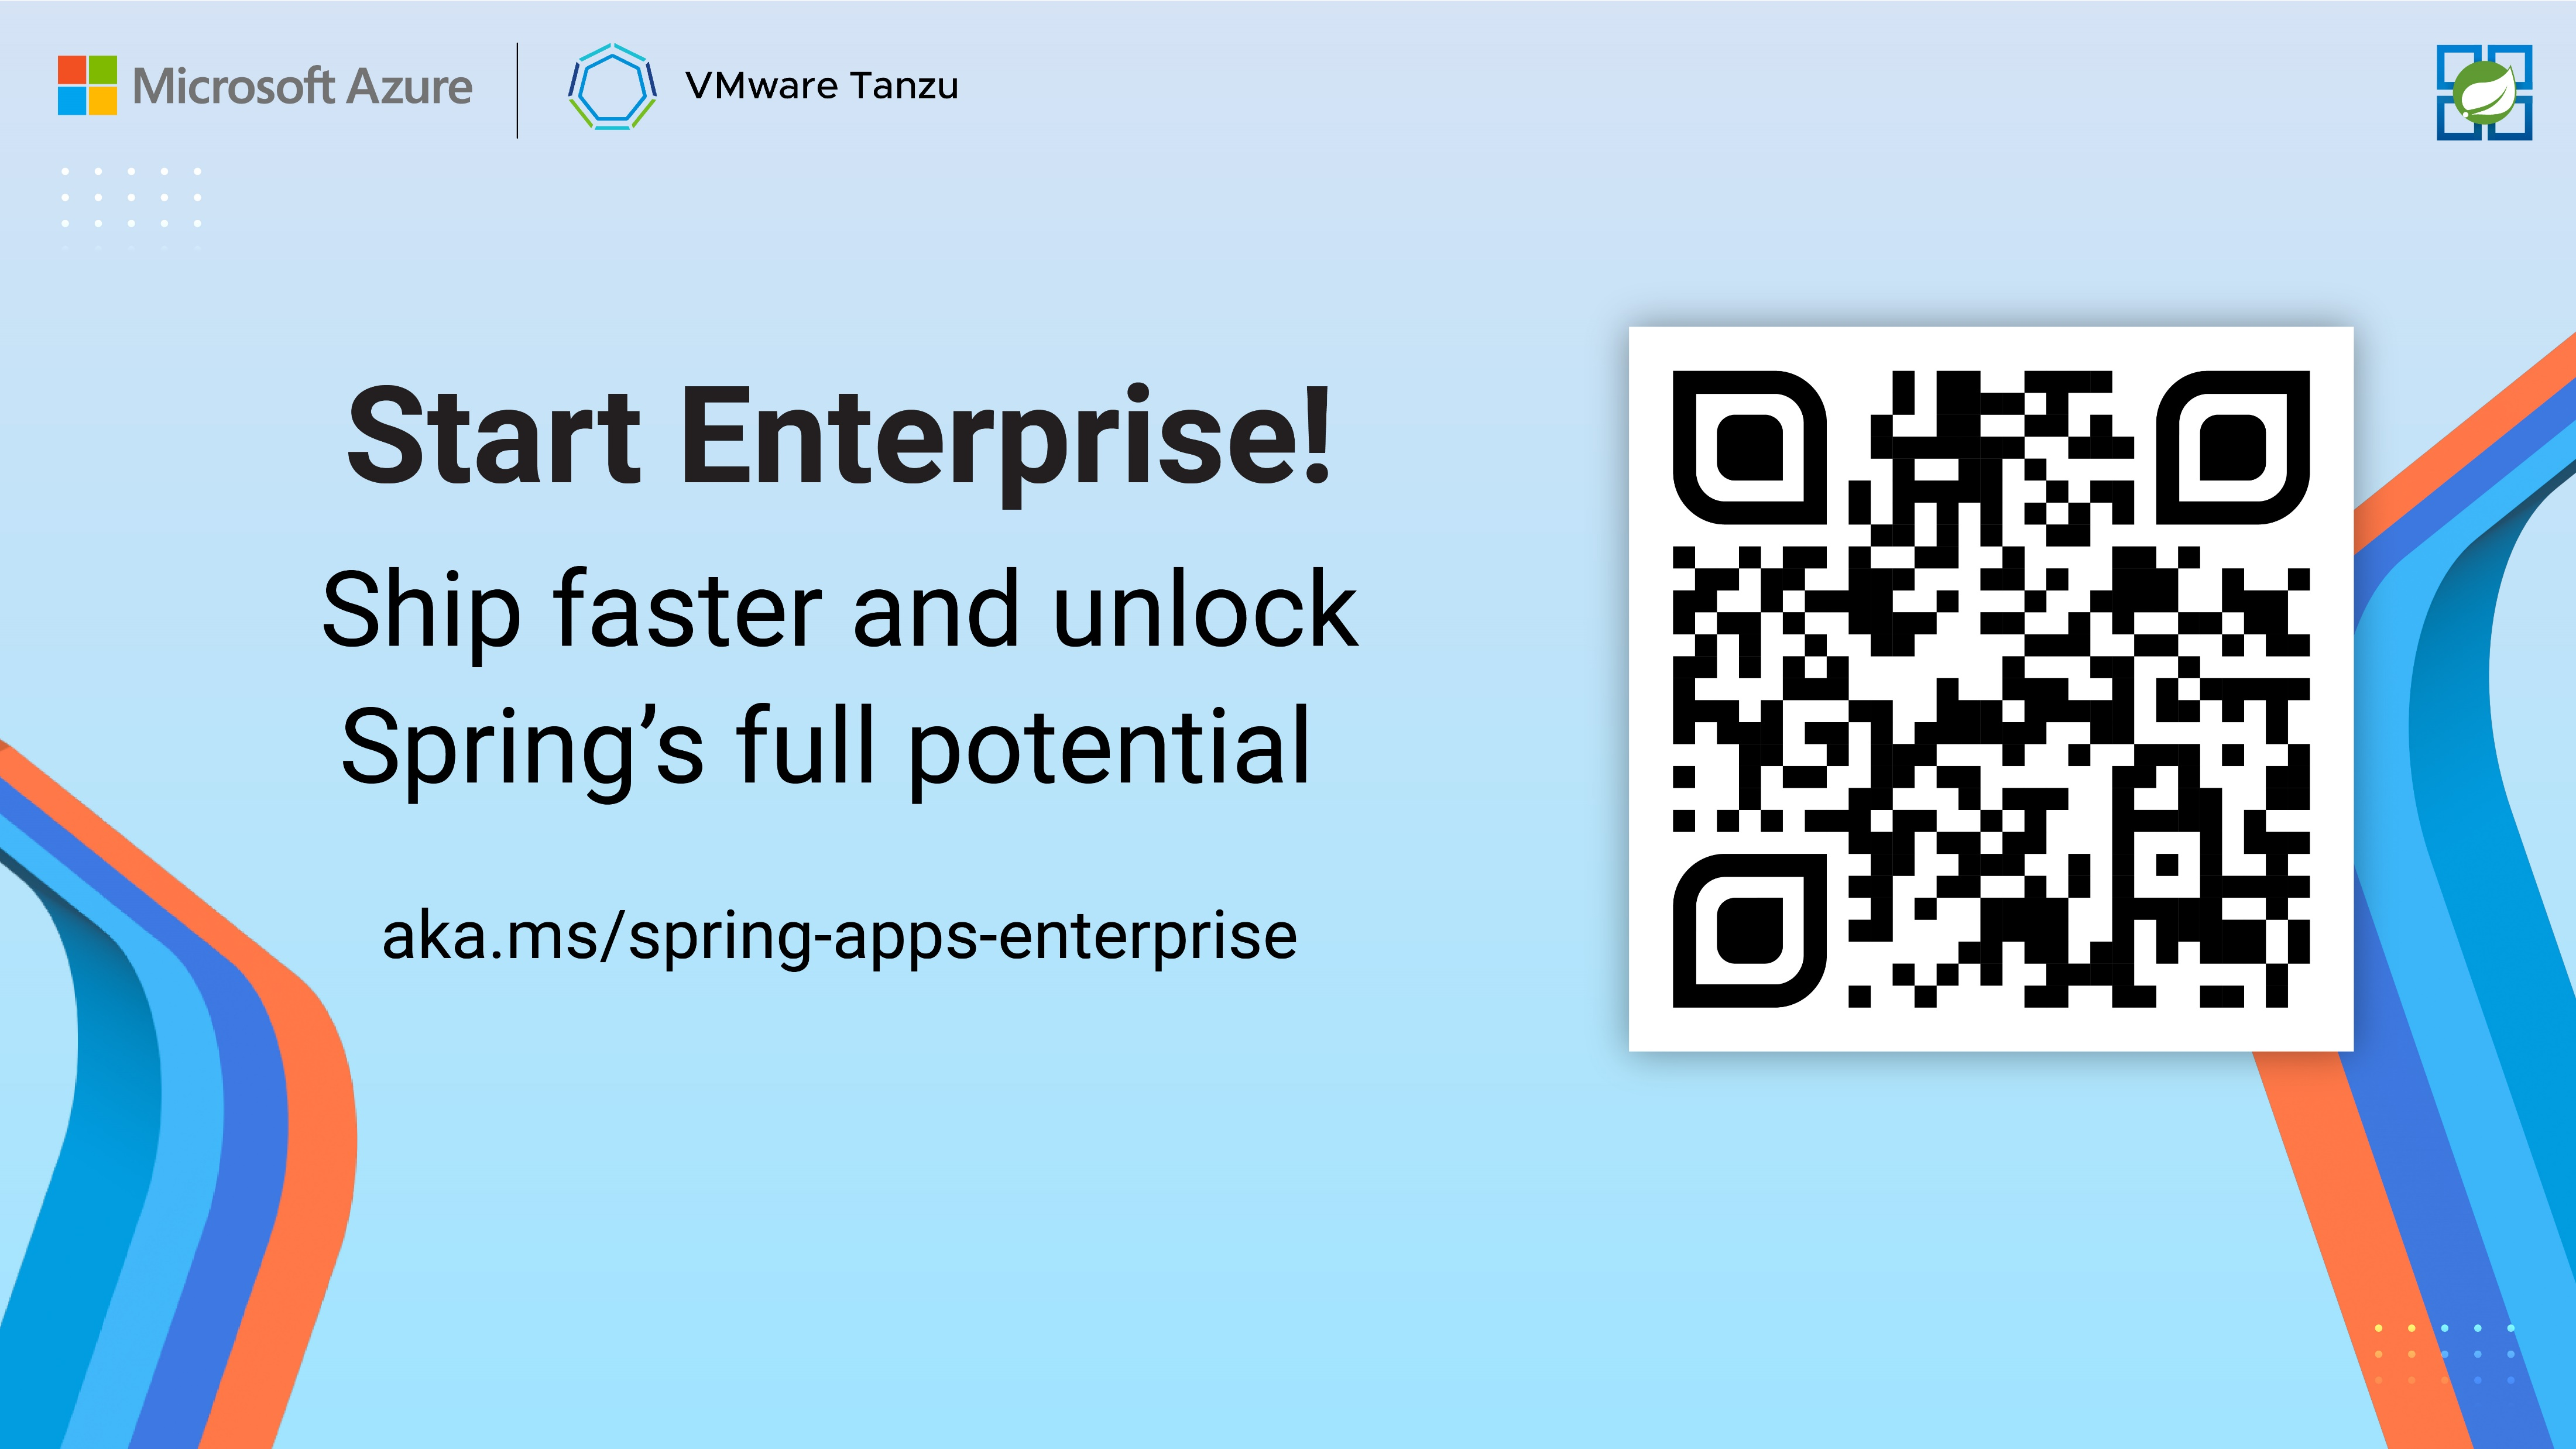 Microsoft Azure
VMware Tanzu
Start Enterprise!
Ship faster and unlock
Spring’s full potential
aka.ms/spring-apps-enterprise